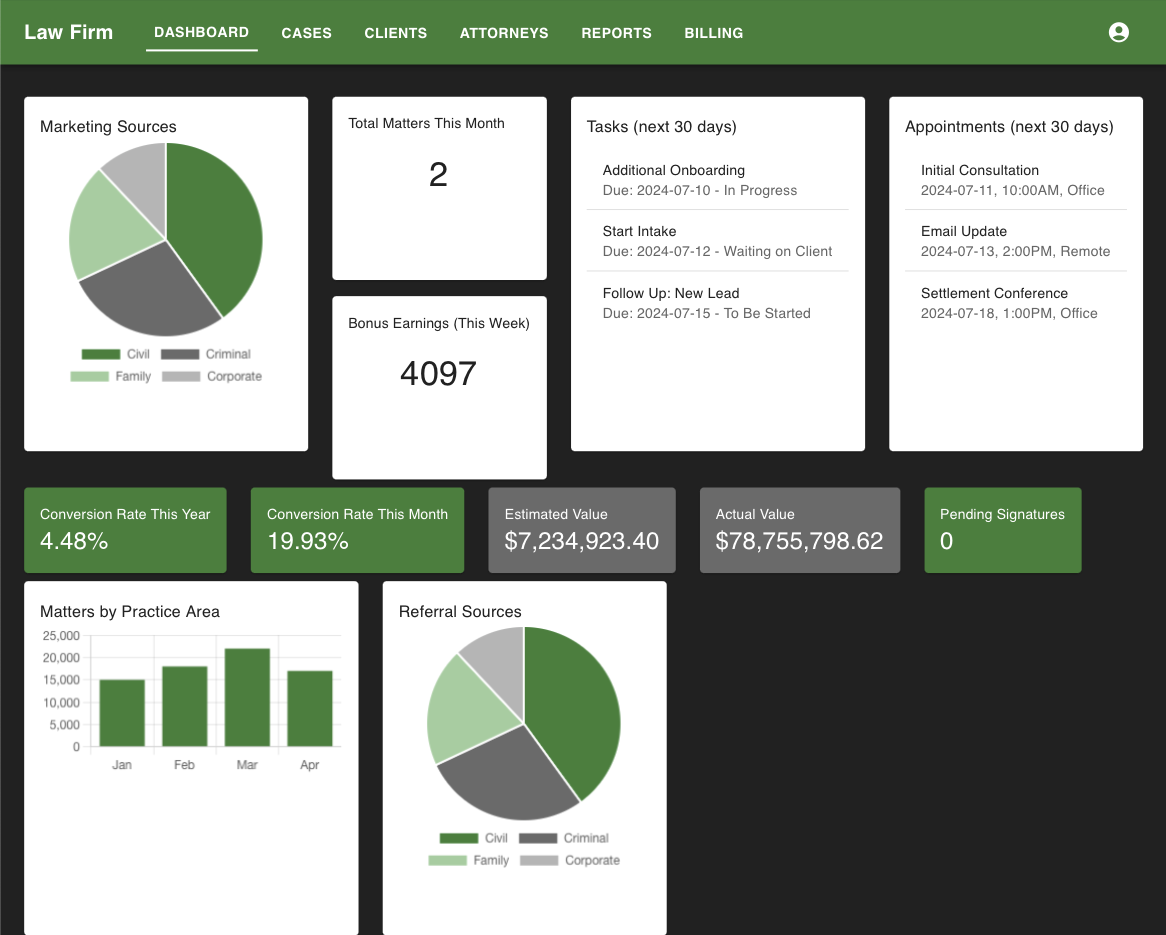 Law Firm
DASHBOARD
CASES
CLIENTS
ATTORNEYS
REPORTS
BILLING
Marketing Sources
Civil
Criminal
Family
Corporate
Total Matters This Month
2
Bonus Earnings (This Week)
4097
Tasks (next 30 days)
Additional Onboarding
Due: 2024-07-10 - In Progress
Start Intake
Due: 2024-07-12 - Waiting on Client
Follow Up: New Lead
Due: 2024-07-15 - To Be Started
Appointments (next 30 days)
Initial Consultation
2024-07-11, 10:00AM, Office
Email Update
2024-07-13, 2:00PM, Remote
Settlement Conference
2024-07-18, 1:00PM, Office
Conversion Rate This Year
4.48%
Conversion Rate This Month
19.93%
Estimated Value
$7,234,923.40
Actual Value
$78,755,798.62
Pending Signatures
0
Matters by Practice Area
25,000
20,000
15,000
10,000
5,000
0
Jan
Feb
Mar
Apr
Referral Sources
Civil
Criminal
Family
Corporate